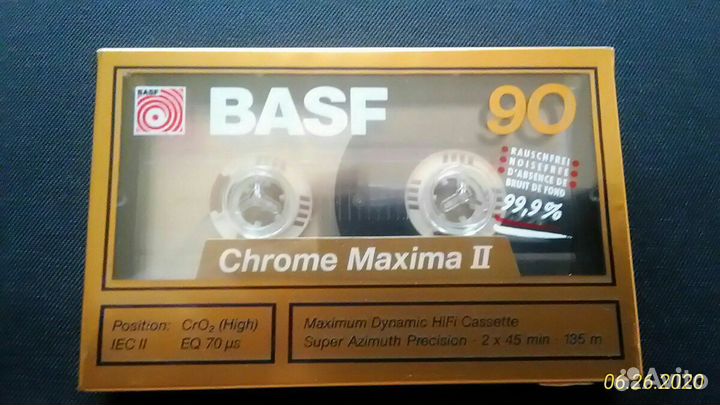 BASF
BASF
90
RAUSCHFREI
NOISEFREE
D'ABSENCE DE
BRUIT DE FOND
99,9%
Chrome Maxima II
Position: CrO₂ (High)
IEC II EQ 70 µs
Maximum Dynamic HiFi Cassette
Super Azimuth Precision · 2 x 45 min · 135 m
Avito
06.26.2020